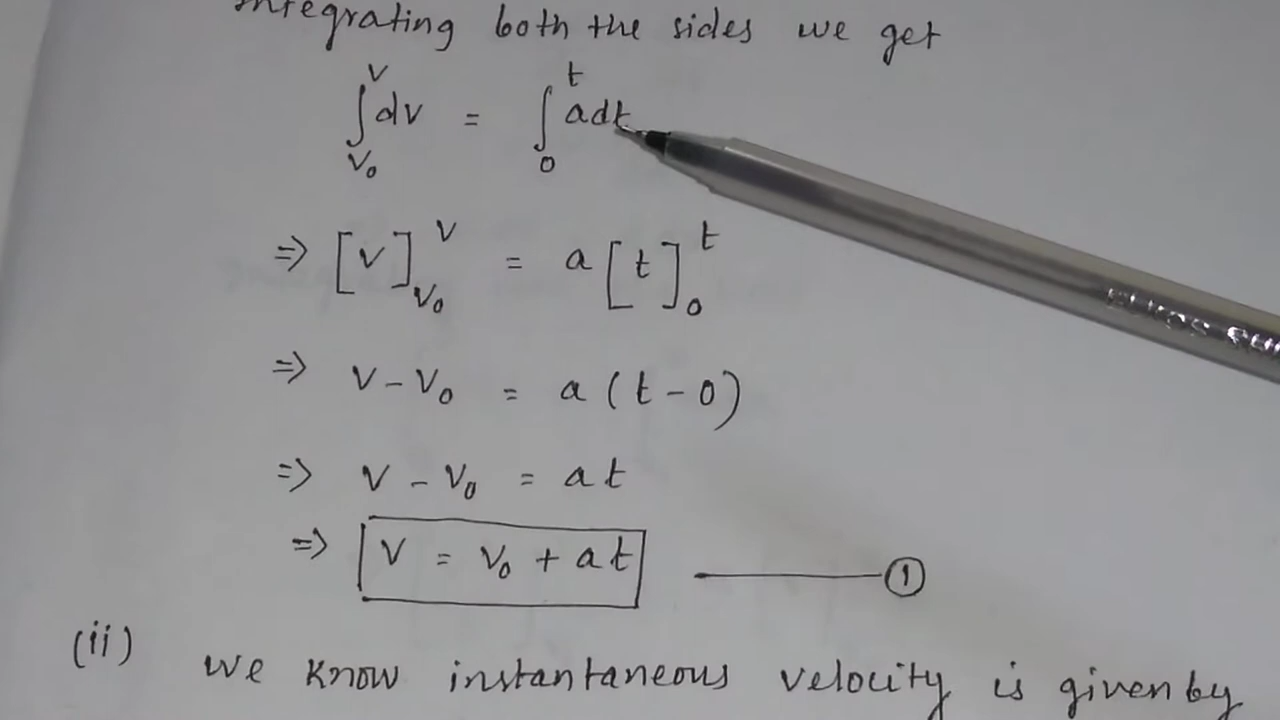 integrating both the sides we get
∫_{v₀}^{v} dv = ∫_{0}^{t} adt
⇒ [v]_{v₀}^{v} = a [t]_{0}^{t}
⇒ v - v₀ = a (t - 0)
⇒ v - v₀ = at
⇒ v = v₀ + at ——— ①
(ii) we know instantaneous velocity is given by